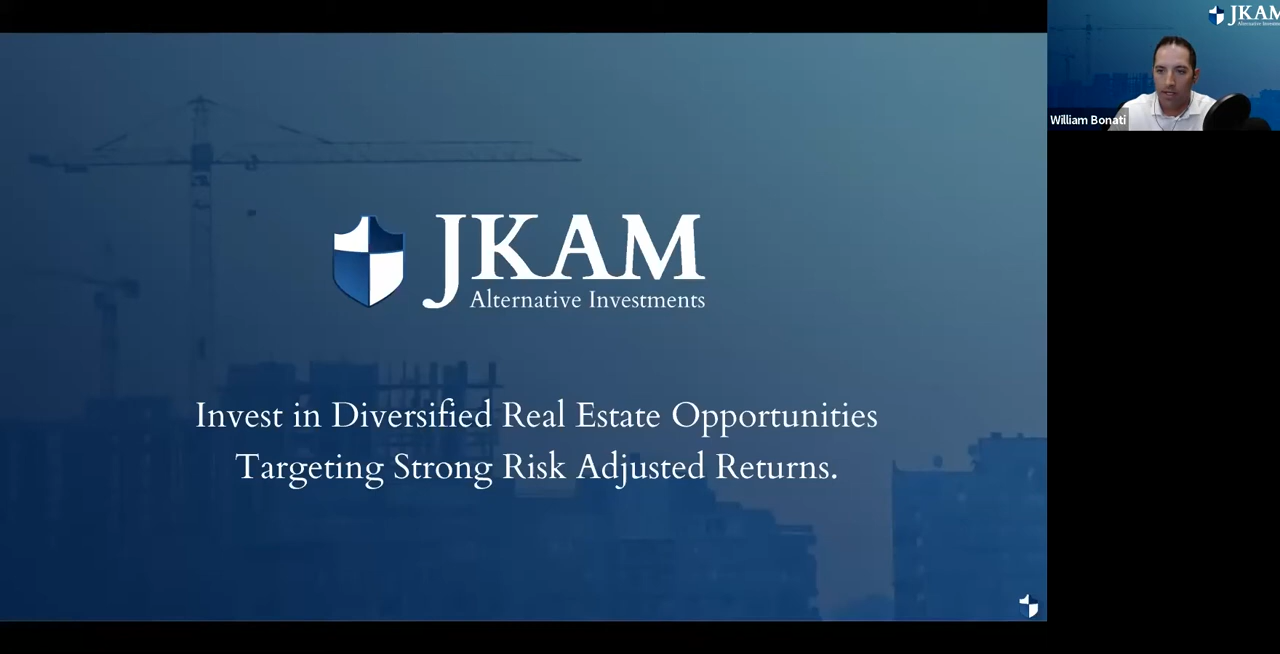 JKAM
Alternative Investments
Invest in Diversified Real Estate Opportunities
Targeting Strong Risk Adjusted Returns.
JKAM
William Bonati